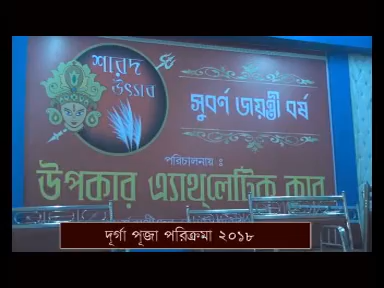 শারদ
উৎসব
সুবর্ণ জয়ন্তী বর্ষ
পরিচালনায় :
উপকার এ্যাথলেটিক ক্লাব
দূর্গা পূজা পরিক্রমা ২০১৮